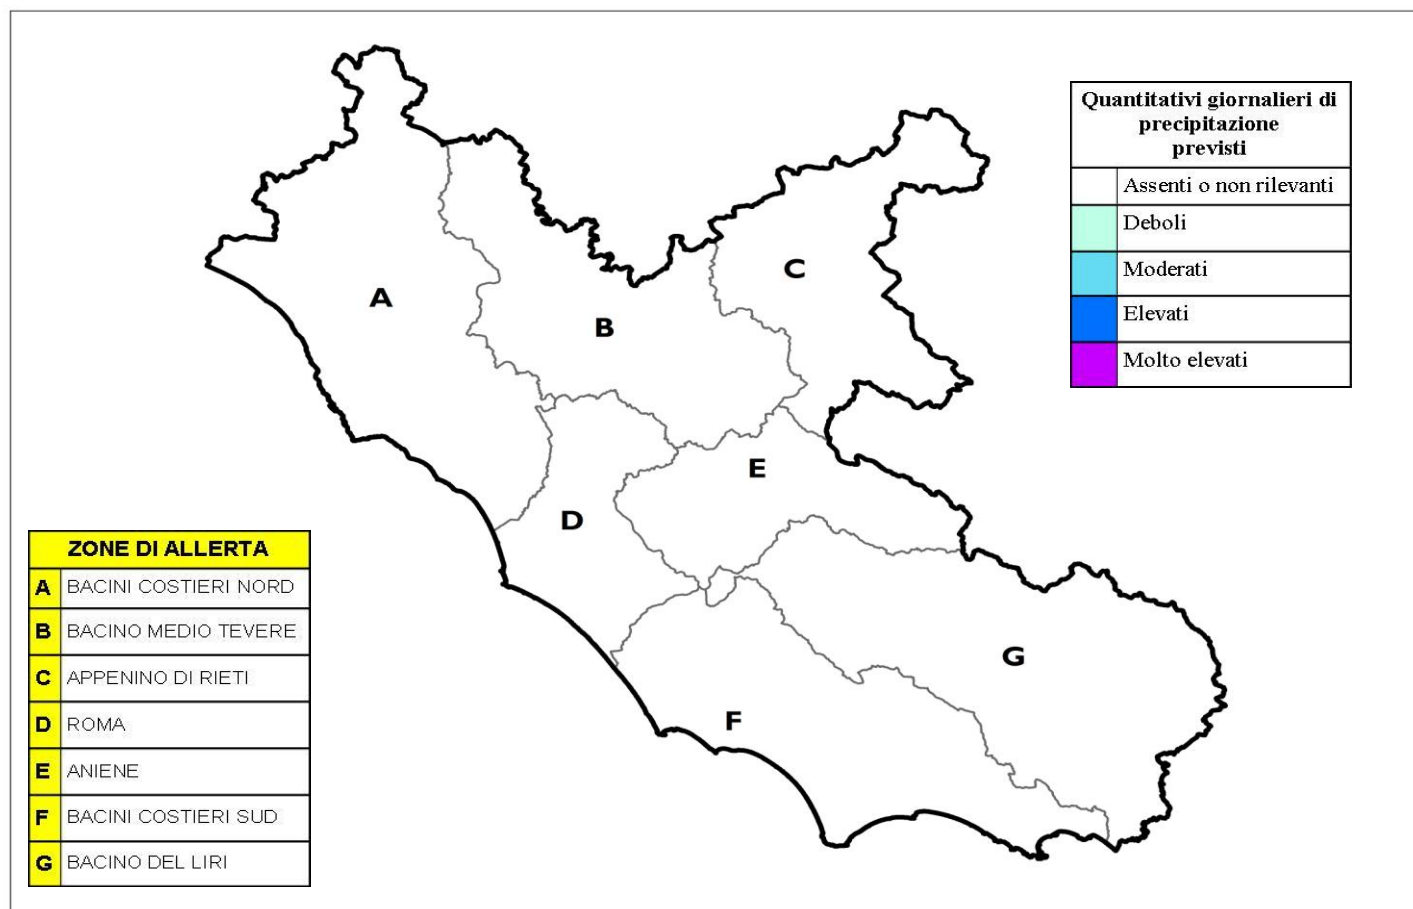 Quantitativi giornalieri di
precipitazione
previsti
Assenti o non rilevanti
Deboli
Moderati
Elevati
Molto elevati
A
B
C
D
E
F
G
ZONE DI ALLERTA
A BACINI COSTIERI NORD
B BACINO MEDIO TEVERE
C APPENINO DI RIETI
D ROMA
E ANIENE
F BACINI COSTIERI SUD
G BACINO DEL LIRI